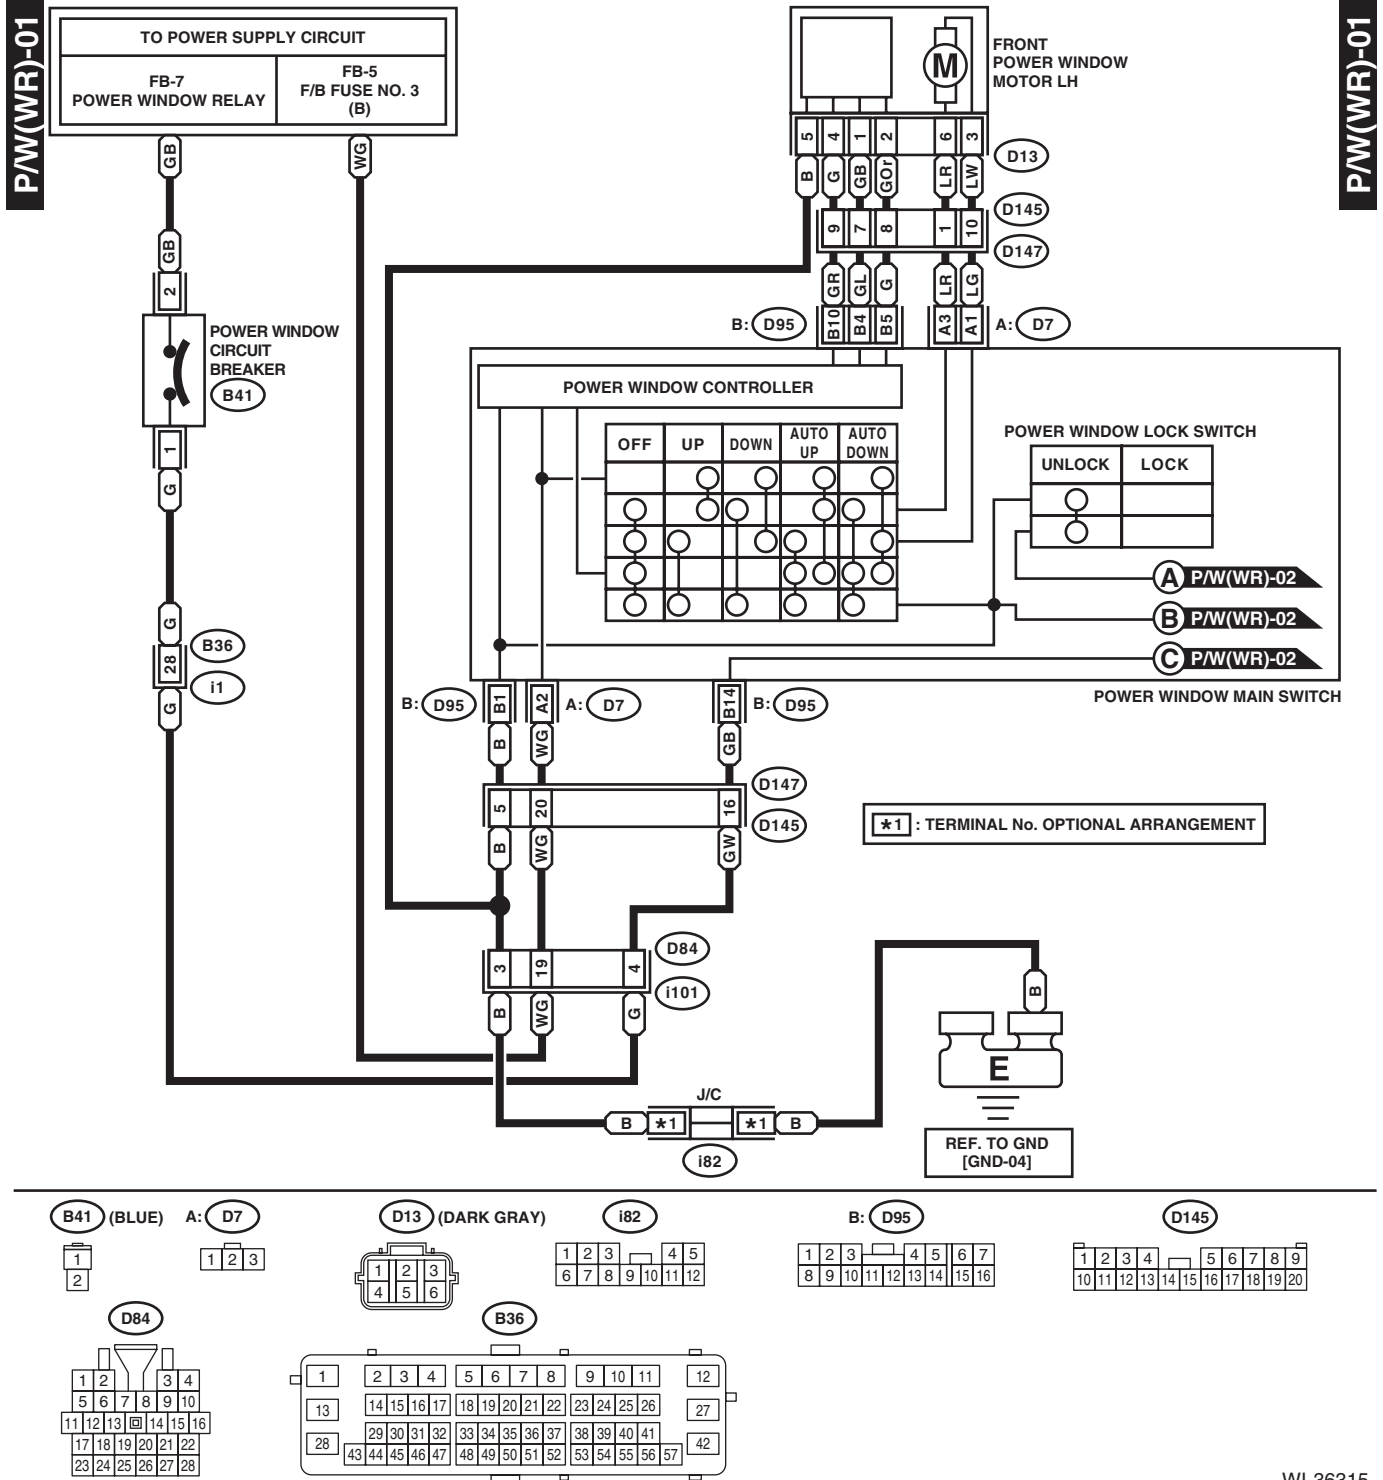 P/W(WR)-01
P/W(WR)-01
TO POWER SUPPLY CIRCUIT
FB-7
POWER WINDOW RELAY
FB-5
F/B FUSE NO. 3
(B)
GB
WG
GB
2
POWER WINDOW
CIRCUIT
BREAKER
B41
1
G
G
B36
28
i1
G
M
FRONT
POWER WINDOW
MOTOR LH
5 4 1 2 6 3
D13
B G GB GOr LR LW
D145
9 7 8 1 10
D147
GR GL G LR LG
B: D95
B10 B4 B5 A3 A1
A: D7
POWER WINDOW CONTROLLER
OFF UP DOWN AUTO UP AUTO DOWN
POWER WINDOW LOCK SWITCH
UNLOCK LOCK
A P/W(WR)-02
B P/W(WR)-02
C P/W(WR)-02
POWER WINDOW MAIN SWITCH
B: D95 B1 A2 A: D7 B14 B: D95
B WG GB
D147
5 20 16
D145
B WG GW
*1 : TERMINAL No. OPTIONAL ARRANGEMENT
D84
3 19 4
i101
B WG G
J/C
B *1 *1 B
i82
B
E
REF. TO GND
[GND-04]
B41 (BLUE)
1
2
A: D7
1 2 3
D13 (DARK GRAY)
1 2 3
4 5 6
i82
1 2 3 4 5
6 7 8 9 10 11 12
B: D95
1 2 3 4 5 6 7
8 9 10 11 12 13 14 15 16
D145
1 2 3 4 5 6 7 8 9
10 11 12 13 14 15 16 17 18 19 20
D84
1 2 3 4
5 6 7 8 9 10
11 12 13 14 15 16
17 18 19 20 21 22
23 24 25 26 27 28
B36
1 2 3 4 5 6 7 8 9 10 11 12
13 14 15 16 17 18 19 20 21 22 23 24 25 26 27
28 29 30 31 32 33 34 35 36 37 38 39 40 41 42
43 44 45 46 47 48 49 50 51 52 53 54 55 56 57